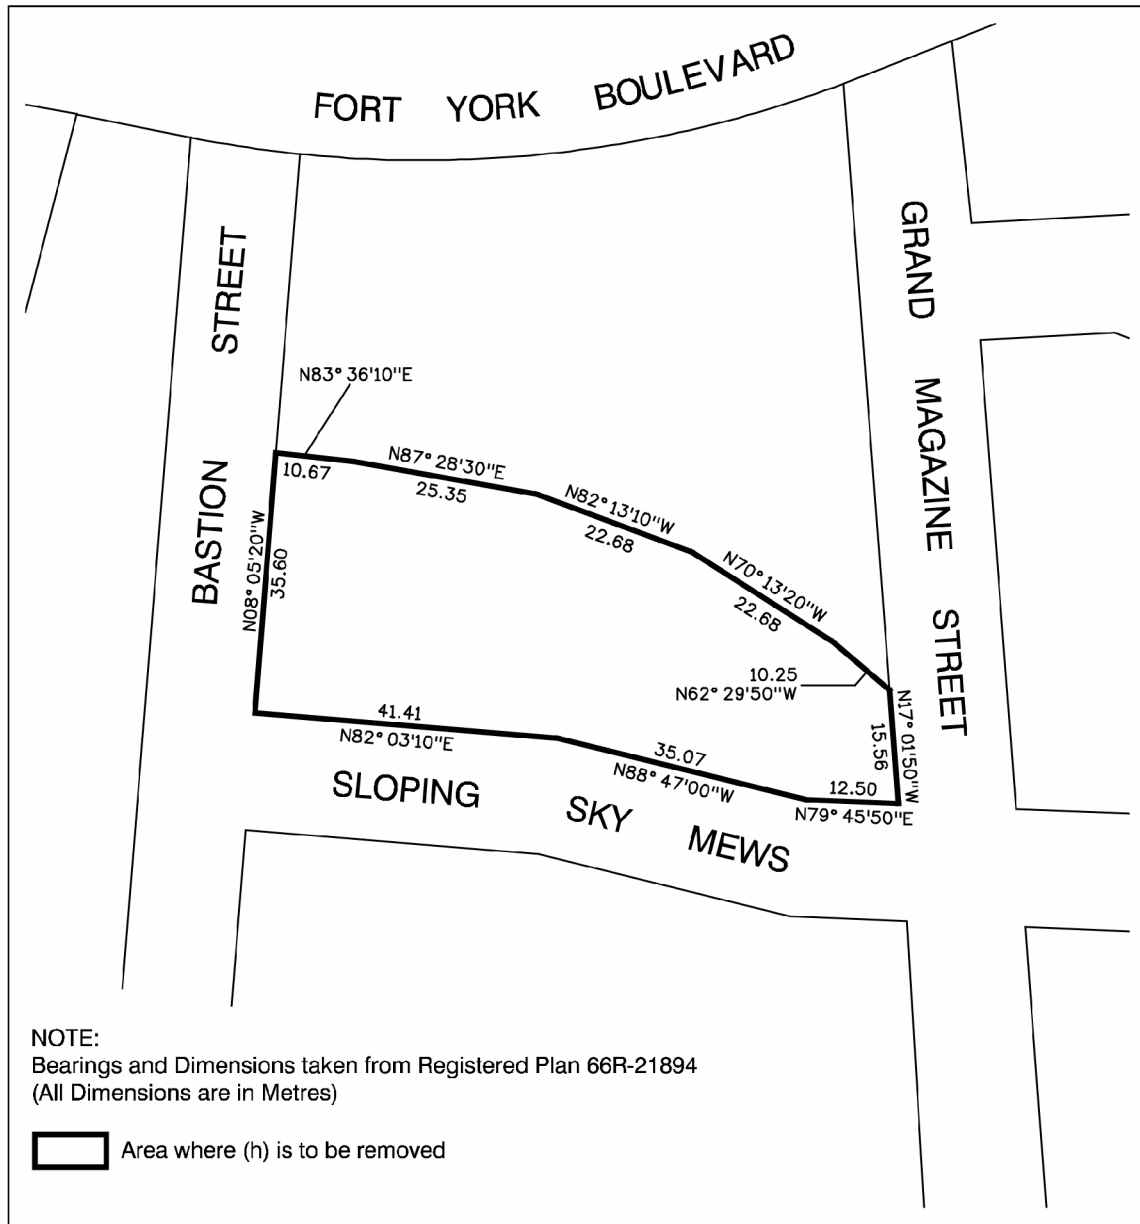 FORT YORK BOULEVARD
BASTION STREET
GRAND MAGAZINE STREET
N83° 36'10"E
10.67
N87° 28'30"E
25.35
N82° 13'10"W
22.68
N70° 13'20"W
22.68
10.25
N62° 29'50"W
N08° 05'20"W
35.60
N17° 01'50"W
15.56
41.41
N82° 03'10"E
35.07
N88° 47'00"W
12.50
N79° 45'50"E
SLOPING SKY MEWS
NOTE:
Bearings and Dimensions taken from Registered Plan 66R-21894
(All Dimensions are in Metres)
Area where (h) is to be removed